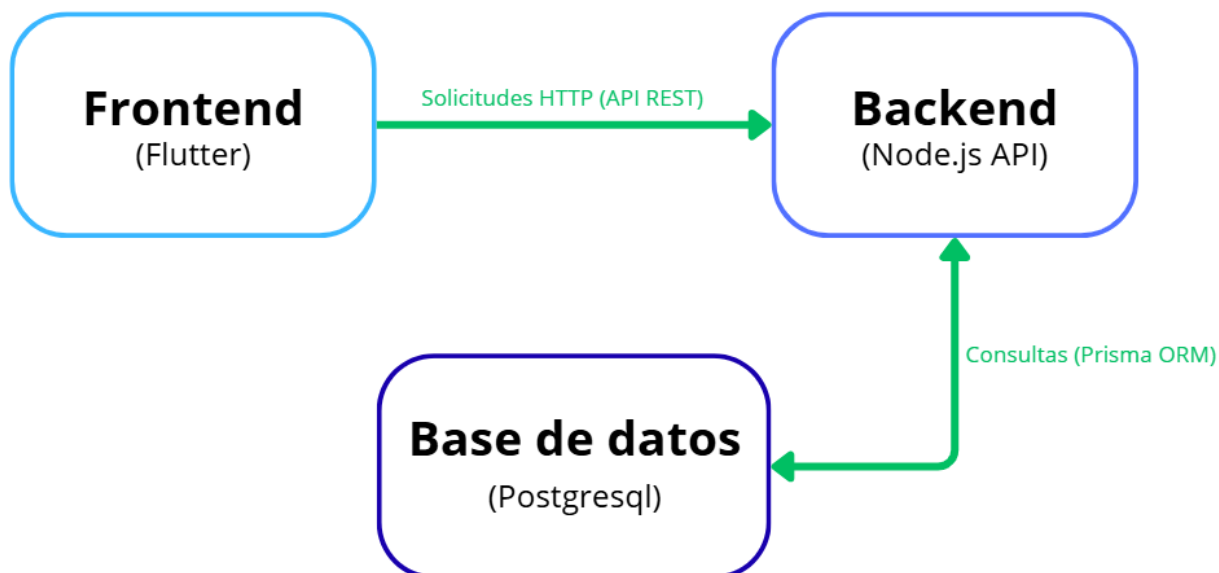 Frontend
(Flutter)
Solicitudes HTTP (API REST)
Backend
(Node.js API)
Consultas (Prisma ORM)
Base de datos
(Postgresql)